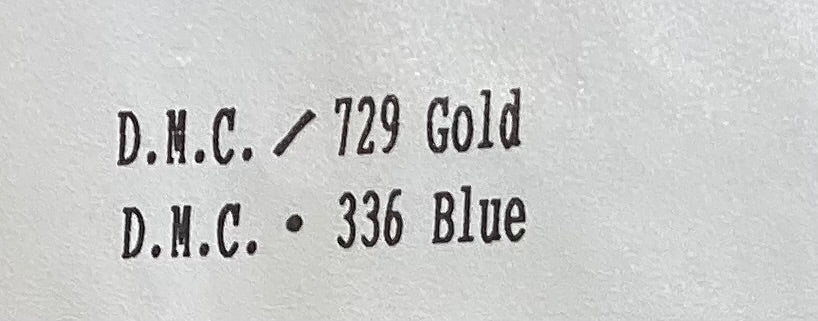 D.M.C. / 729 Gold
D.M.C. • 336 Blue